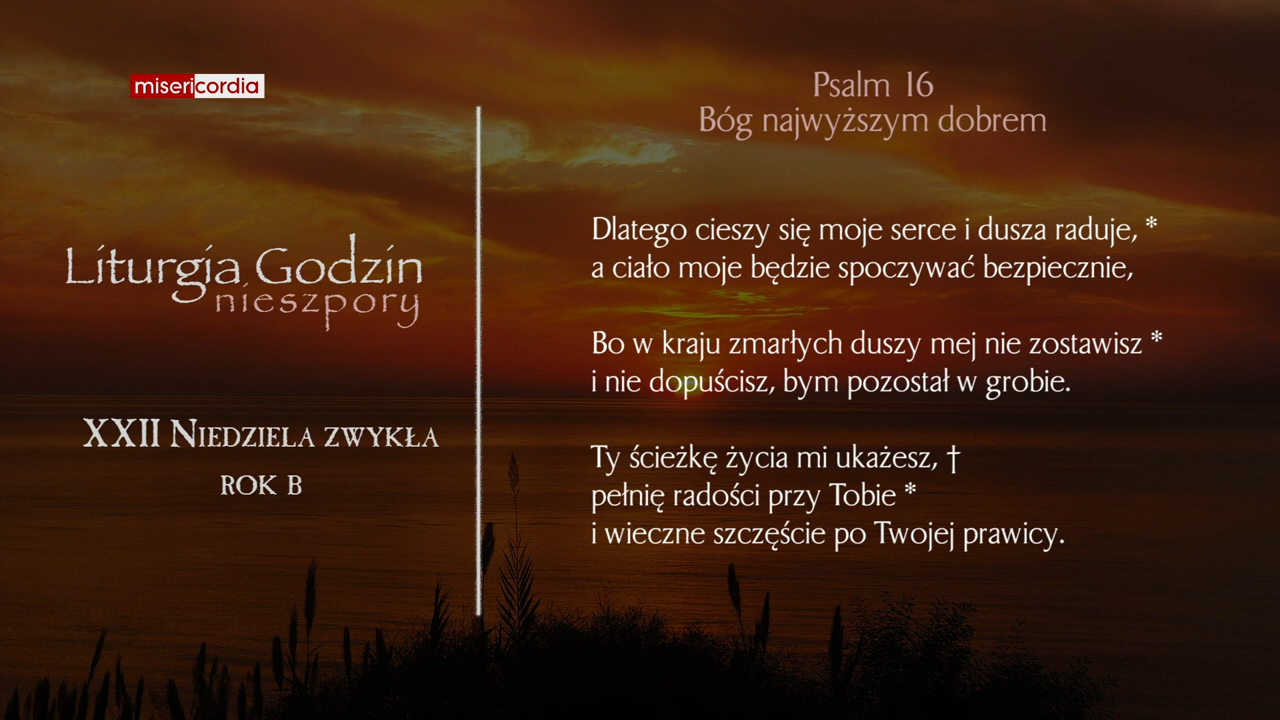 misericordia
Liturgia Godzin
nieszpory
XXII Niedziela zwykła
rok B
Psalm 16
Bóg najwyższym dobrem
Dlatego cieszy się moje serce i dusza raduje, *
a ciało moje będzie spoczywać bezpiecznie,
Bo w kraju zmarłych duszy mej nie zostawisz *
i nie dopuścisz, bym pozostał w grobie.
Ty ścieżkę życia mi ukażesz, †
pełnię radości przy Tobie *
i wieczne szczęście po Twojej prawicy.